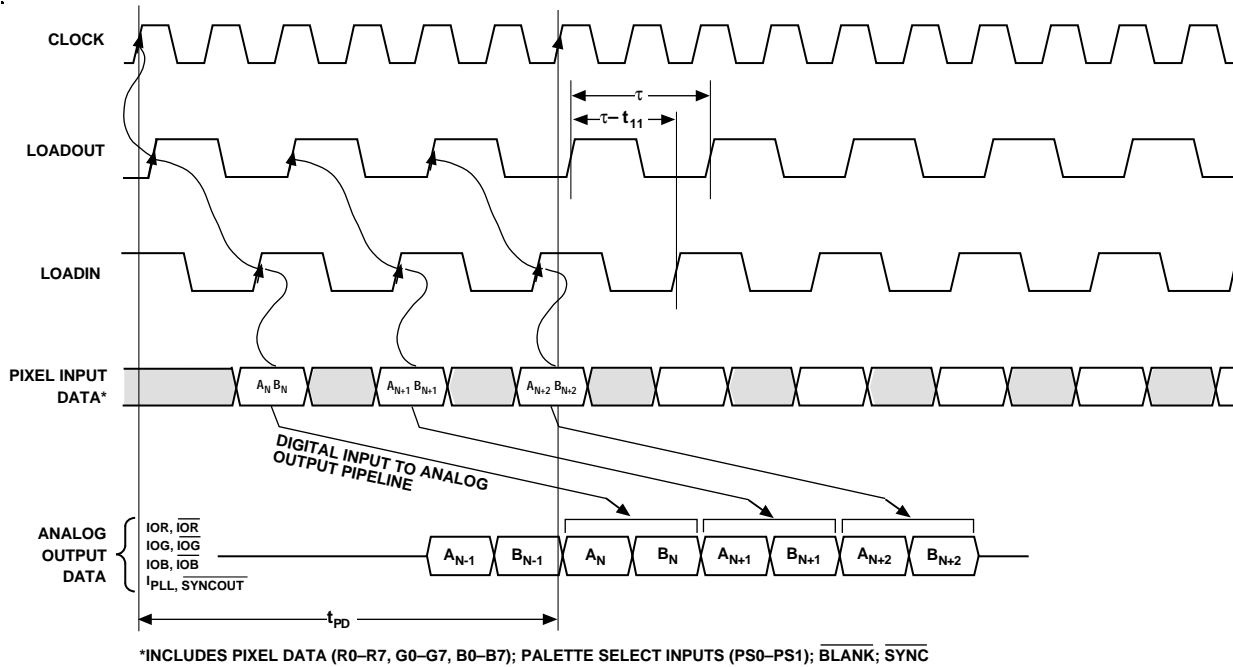 CLOCK
τ
τ– t11
LOADOUT
LOADIN
PIXEL INPUT
DATA*
AN BN
AN+1 BN+1
AN+2 BN+2
DIGITAL INPUT TO ANALOG
OUTPUT PIPELINE
ANALOG
OUTPUT
DATA
IOR, IOR
IOG, IOG
IOB, IOB
IPLL, SYNCOUT
AN-1
BN-1
AN
BN
AN+1
BN+1
AN+2
BN+2
tPD
*INCLUDES PIXEL DATA (R0–R7, G0–G7, B0–B7); PALETTE SELECT INPUTS (PS0–PS1); BLANK; SYNC